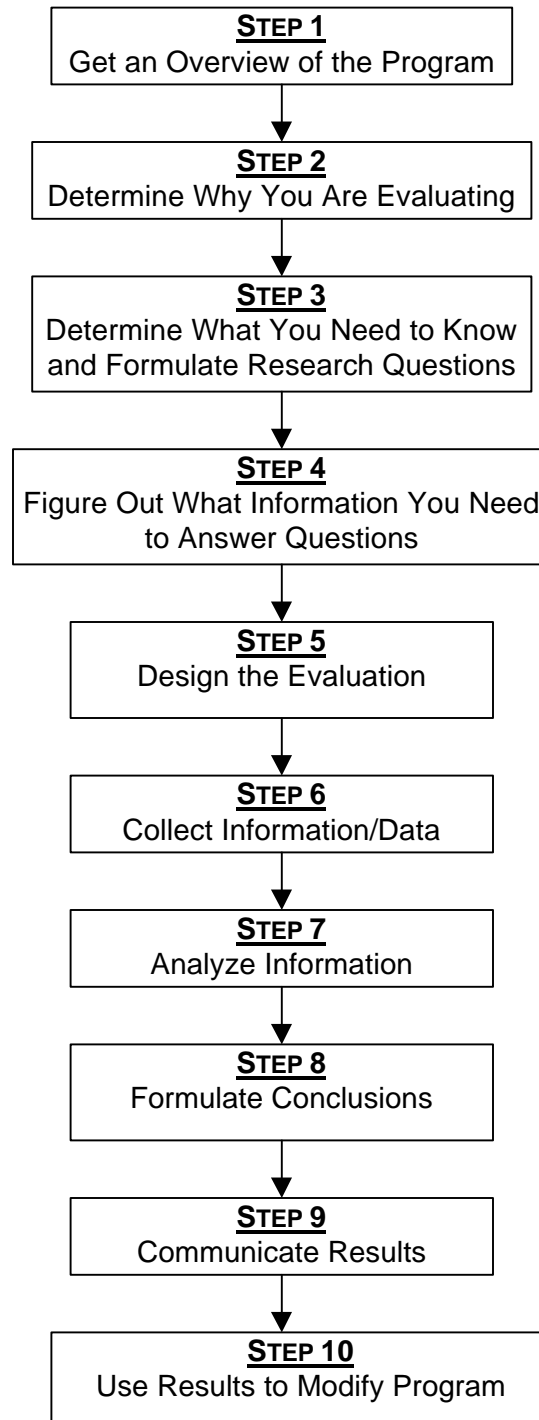 STEP 1
Get an Overview of the Program
STEP 2
Determine Why You Are Evaluating
STEP 3
Determine What You Need to Know
and Formulate Research Questions
STEP 4
Figure Out What Information You Need
to Answer Questions
STEP 5
Design the Evaluation
STEP 6
Collect Information/Data
STEP 7
Analyze Information
STEP 8
Formulate Conclusions
STEP 9
Communicate Results
STEP 10
Use Results to Modify Program